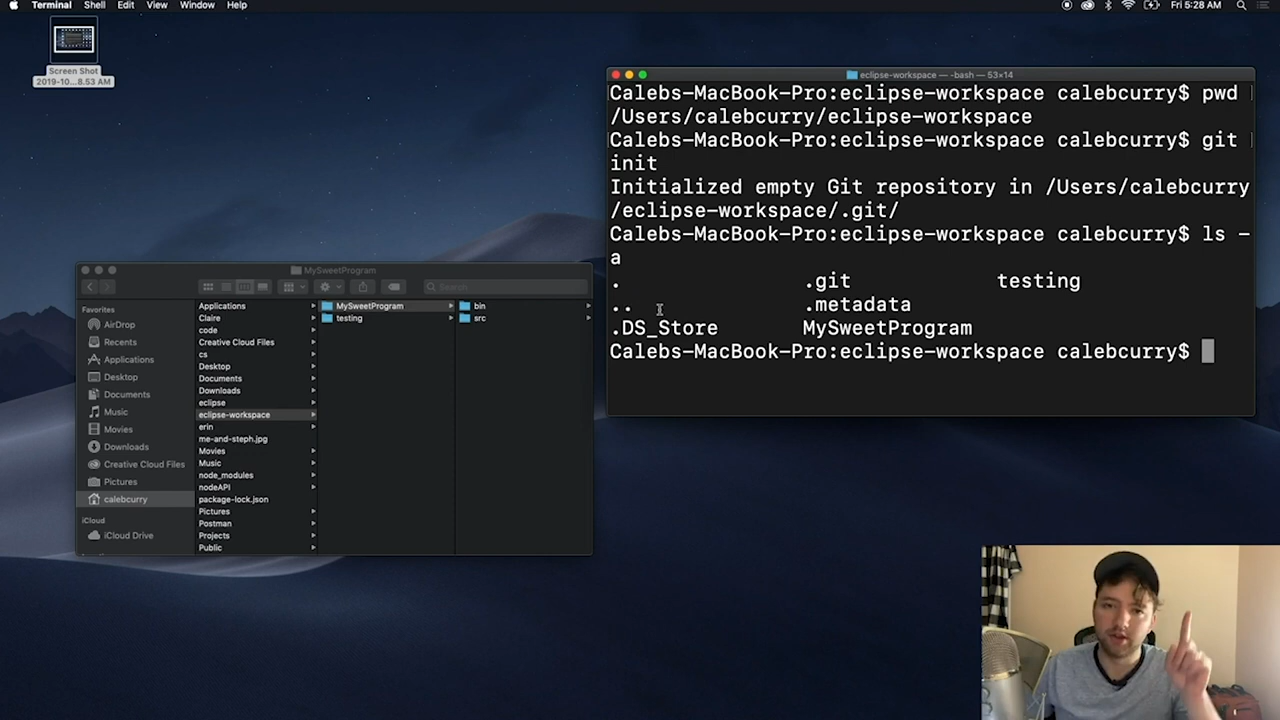 Terminal Shell Edit View Window Help
Fri 5:28 AM
Screen Shot
2019-10...8.53 AM
eclipse-workspace — -bash — 53×14
Calebs-MacBook-Pro:eclipse-workspace calebcurry$ pwd
/Users/calebcurry/eclipse-workspace
Calebs-MacBook-Pro:eclipse-workspace calebcurry$ git
init
Initialized empty Git repository in /Users/calebcurry
/eclipse-workspace/.git/
Calebs-MacBook-Pro:eclipse-workspace calebcurry$ ls -
a
. .git testing
.. .metadata
.DS_Store MySweetProgram
Calebs-MacBook-Pro:eclipse-workspace calebcurry$
MySweetProgram
Search
Favorites
AirDrop
Recents
Applications
Desktop
Documents
Music
Movies
Downloads
Creative Cloud Files
Pictures
calebcurry
iCloud
iCloud Drive
Applications
Claire
code
Creative Cloud Files
cs
Desktop
Documents
Downloads
eclipse
eclipse-workspace
erin
me-and-steph.jpg
Movies
Music
node_modules
nodeAPI
package-lock.json
Pictures
Postman
Projects
Public
MySweetProgram
testing
bin
src